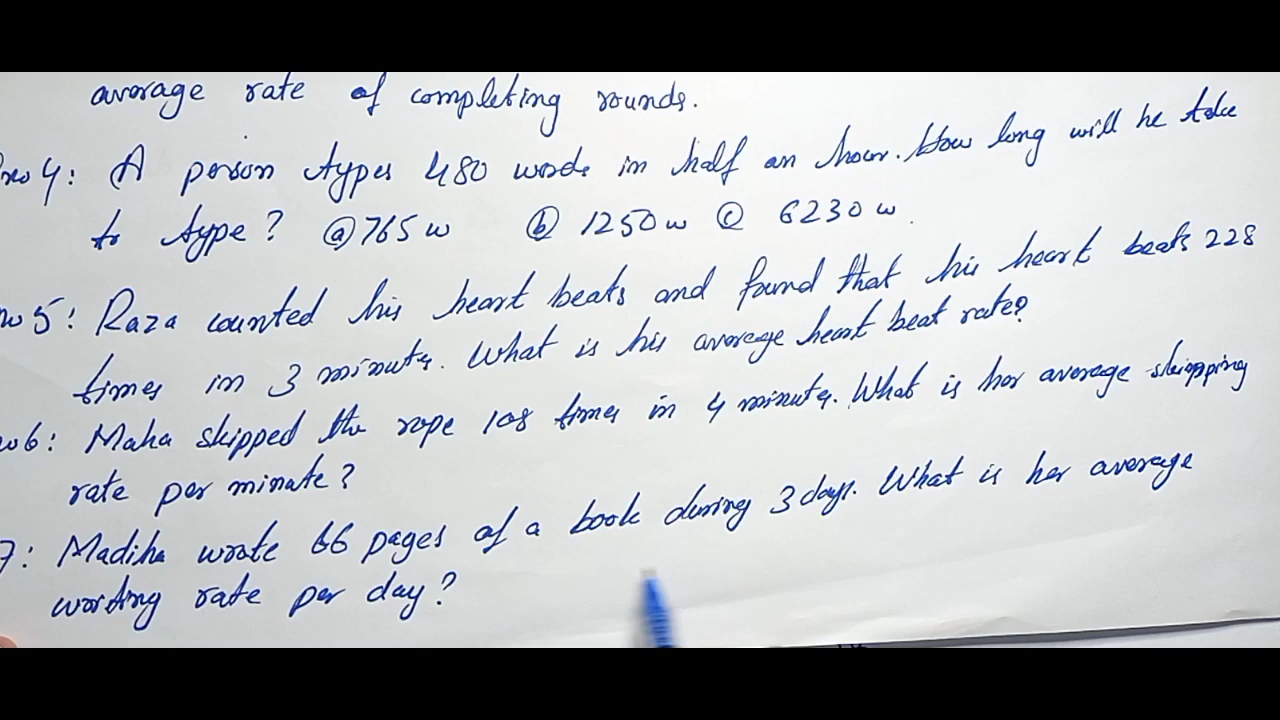 average rate of completing rounds.
no 4: A person types 480 words in half an hour. How long will he take
to type? ⓐ 765 w ⓑ 1250 w ⓒ 6230 w.
no 5: Raza counted his heart beats and found that his heart beats 228
times in 3 minutes. What is his average heart beat rate?
no 6: Maha skipped the rope 108 times in 4 minutes. What is her average skipping
rate per minute?
7: Madiha wrote 66 pages of a book during 3 days. What is her average
writing rate per day?